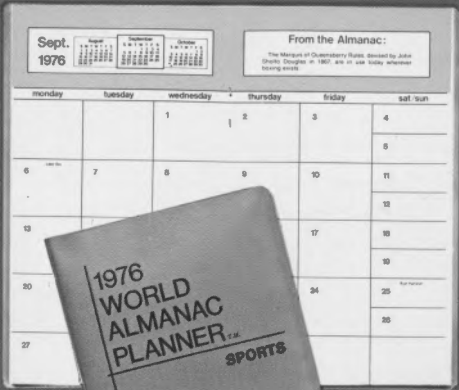 Sept.
1976
August
September
October
From the Almanac:
The Marquis of Queensberry Rules, devised by John
Sholto Douglas in 1867, are in use today wherever
boxing exists.
monday tuesday wednesday thursday friday sat/sun
1 2 3 4
5
6 7 8 9 10 11
12
13 17 18
19
20 24 25
26
27
1976
WORLD
ALMANAC
PLANNER T.M.
SPORTS